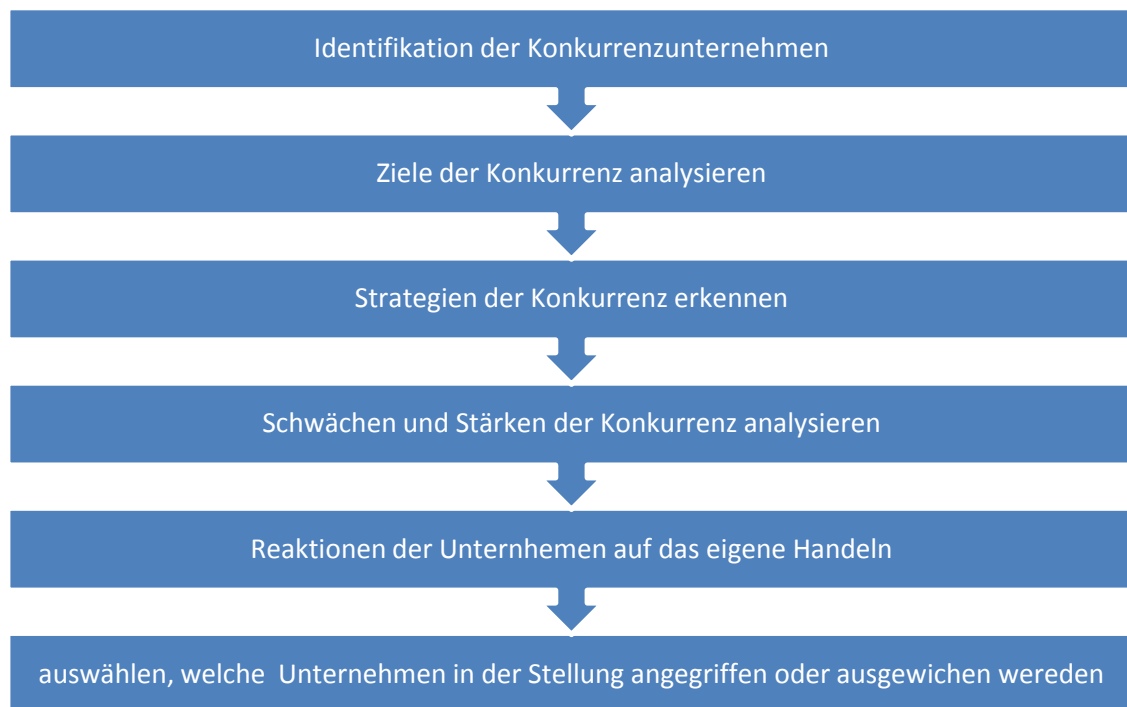 Identifikation der Konkurrenzunternehmen
Ziele der Konkurrenz analysieren
Strategien der Konkurrenz erkennen
Schwächen und Stärken der Konkurrenz analysieren
Reaktionen der Unternhemen auf das eigene Handeln
auswählen, welche  Unternehmen in der Stellung angegriffen oder ausgewichen wereden